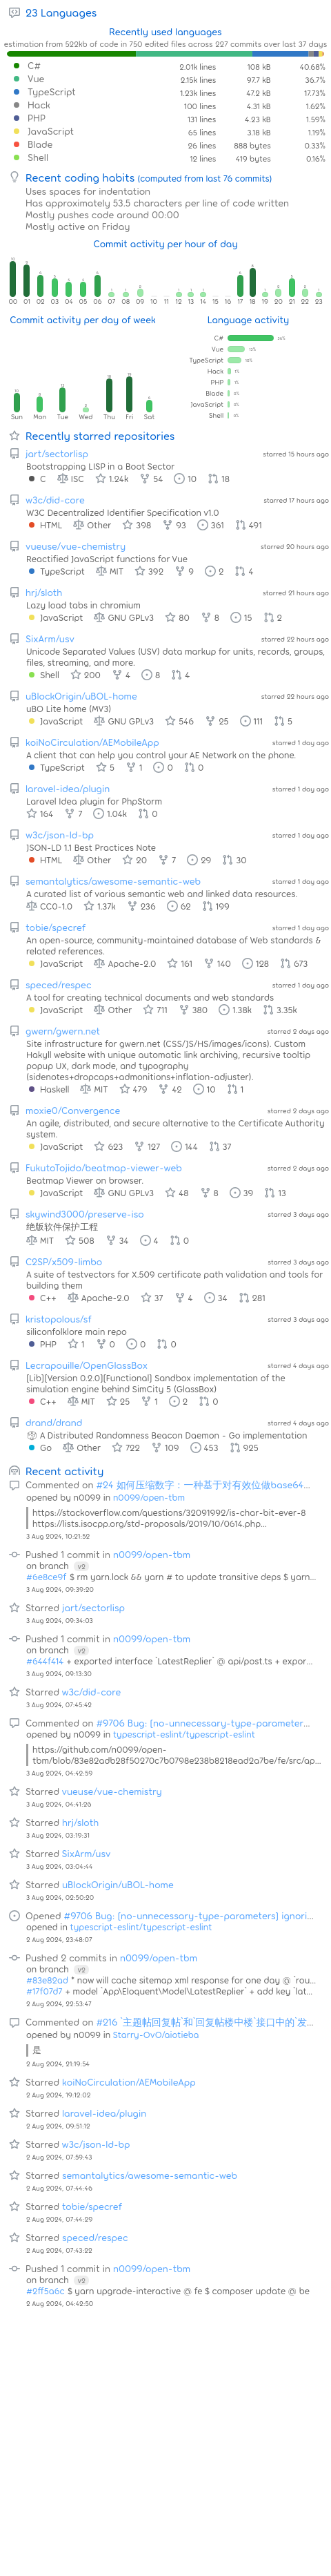 23 Languages
Recently used languages
estimation from 522kb of code in 750 edited files across 227 commits over last 37 days
C# 2.01k lines 108 kB 40.68%
Vue 2.15k lines 97.7 kB 36.7%
TypeScript 1.23k lines 47.2 kB 17.73%
Hack 100 lines 4.31 kB 1.62%
PHP 131 lines 4.23 kB 1.59%
JavaScript 65 lines 3.18 kB 1.19%
Blade 26 lines 888 bytes 0.33%
Shell 12 lines 419 bytes 0.16%
Recent coding habits (computed from last 76 commits)
Uses spaces for indentation
Has approximately 53.5 characters per line of code written
Mostly pushes code around 00:00
Mostly active on Friday
Commit activity per hour of day
00 01 02 03 04 05 06 07 08 09 10 11 12 13 14 15 16 17 18 19 20 21 22 23
Commit activity per day of week
Language activity
C#
Vue
TypeScript
Hack
PHP
Blade
JavaScript
Shell
Sun Mon Tue Wed Thu Fri Sat
Recently starred repositories
jart/sectorlisp starred 15 hours ago
Bootstrapping LISP in a Boot Sector
C ISC 1.24k 54 10 18
w3c/did-core starred 17 hours ago
W3C Decentralized Identifier Specification v1.0
HTML Other 398 93 361 491
vueuse/vue-chemistry starred 20 hours ago
Reactified JavaScript functions for Vue
TypeScript MIT 392 9 2 4
hrj/sloth starred 21 hours ago
Lazy load tabs in chromium
JavaScript GNU GPLv3 80 8 15 2
SixArm/usv starred 22 hours ago
Unicode Separated Values (USV) data markup for units, records, groups,
files, streaming, and more.
Shell 200 4 8 4
uBlockOrigin/uBOL-home starred 22 hours ago
uBO Lite home (MV3)
JavaScript GNU GPLv3 546 25 111 5
koiNoCirculation/AEMobileApp starred 1 day ago
A client that can help you control your AE Network on the phone.
TypeScript 5 1 0 0
laravel-idea/plugin starred 1 day ago
Laravel Idea plugin for PhpStorm
164 7 1.04k 0
w3c/json-ld-bp starred 1 day ago
JSON-LD 1.1 Best Practices Note
HTML Other 20 7 29 30
semantalytics/awesome-semantic-web starred 1 day ago
A curated list of various semantic web and linked data resources.
CC0-1.0 1.37k 236 62 199
tobie/specref starred 1 day ago
An open-source, community-maintained database of Web standards &
related references.
JavaScript Apache-2.0 161 140 128 673
speced/respec starred 1 day ago
A tool for creating technical documents and web standards
JavaScript Other 711 380 1.38k 3.35k
gwern/gwern.net starred 2 days ago
Site infrastructure for gwern.net (CSS/JS/HS/images/icons). Custom
Hakyll website with unique automatic link archiving, recursive tooltip
popup UX, dark mode, and typography
(sidenotes+dropcaps+admonitions+inflation-adjuster).
Haskell MIT 479 42 10 1
moxie0/Convergence starred 2 days ago
An agile, distributed, and secure alternative to the Certificate Authority
system.
JavaScript 623 127 144 37
FukutoTojido/beatmap-viewer-web starred 2 days ago
Beatmap Viewer on browser.
JavaScript GNU GPLv3 48 8 39 13
skywind3000/preserve-iso starred 3 days ago
绝版软件保护工程
MIT 508 34 4 0
C2SP/x509-limbo starred 3 days ago
A suite of testvectors for X.509 certificate path validation and tools for
building them
C++ Apache-2.0 37 4 34 281
kristopolous/sf starred 3 days ago
siliconfolklore main repo
PHP 1 0 0 0
Lecrapouille/OpenGlassBox starred 4 days ago
[Lib][Version 0.2.0][Functional] Sandbox implementation of the
simulation engine behind SimCity 5 (GlassBox)
C++ MIT 25 1 2 0
drand/drand starred 4 days ago
🎲 A Distributed Randomness Beacon Daemon - Go implementation
Go Other 722 109 453 925
Recent activity
Commented on #24 如何压缩数字：一种基于对有效位做base64...
opened by n0099 in n0099/open-tbm
https://stackoverflow.com/questions/32091992/is-char-bit-ever-8
https://lists.isocpp.org/std-proposals/2019/10/0614.php...
3 Aug 2024, 10:21:52
Pushed 1 commit in n0099/open-tbm
on branch v2
#6e8ce9f $ rm yarn.lock && yarn # to update transitive deps $ yarn...
3 Aug 2024, 09:39:20
Starred jart/sectorlisp
3 Aug 2024, 09:34:03
Pushed 1 commit in n0099/open-tbm
on branch v2
#644f414 + exported interface `LatestReplier` @ api/post.ts + expor...
3 Aug 2024, 09:13:30
Starred w3c/did-core
3 Aug 2024, 07:45:42
Commented on #9706 Bug: [no-unnecessary-type-parameter...
opened by n0099 in typescript-eslint/typescript-eslint
https://github.com/n0099/open-
tbm/blob/83e82adb28f50270c7b0798e238b8218ead2a7be/fe/src/ap...
3 Aug 2024, 04:42:59
Starred vueuse/vue-chemistry
3 Aug 2024, 04:41:26
Starred hrj/sloth
3 Aug 2024, 03:19:31
Starred SixArm/usv
3 Aug 2024, 03:04:44
Starred uBlockOrigin/uBOL-home
3 Aug 2024, 02:50:20
Opened #9706 Bug: [no-unnecessary-type-parameters] ignori...
opened in typescript-eslint/typescript-eslint
2 Aug 2024, 23:48:07
Pushed 2 commits in n0099/open-tbm
on branch v2
#83e82ad * now will cache sitemap xml response for one day @ `rou...
#17f07d7 + model `App\Eloquent\Model\LatestReplier` + add key `lat...
2 Aug 2024, 22:53:47
Commented on #216 `主题帖回复帖`和`回复帖楼中楼`接口中的`发...
opened by n0099 in Starry-OvO/aiotieba
是
2 Aug 2024, 21:19:54
Starred koiNoCirculation/AEMobileApp
2 Aug 2024, 19:12:02
Starred laravel-idea/plugin
2 Aug 2024, 09:51:12
Starred w3c/json-ld-bp
2 Aug 2024, 07:59:43
Starred semantalytics/awesome-semantic-web
2 Aug 2024, 07:44:46
Starred tobie/specref
2 Aug 2024, 07:44:29
Starred speced/respec
2 Aug 2024, 07:43:22
Pushed 1 commit in n0099/open-tbm
on branch v2
#2ff5a6c $ yarn upgrade-interactive @ fe $ composer update @ be
2 Aug 2024, 04:42:50